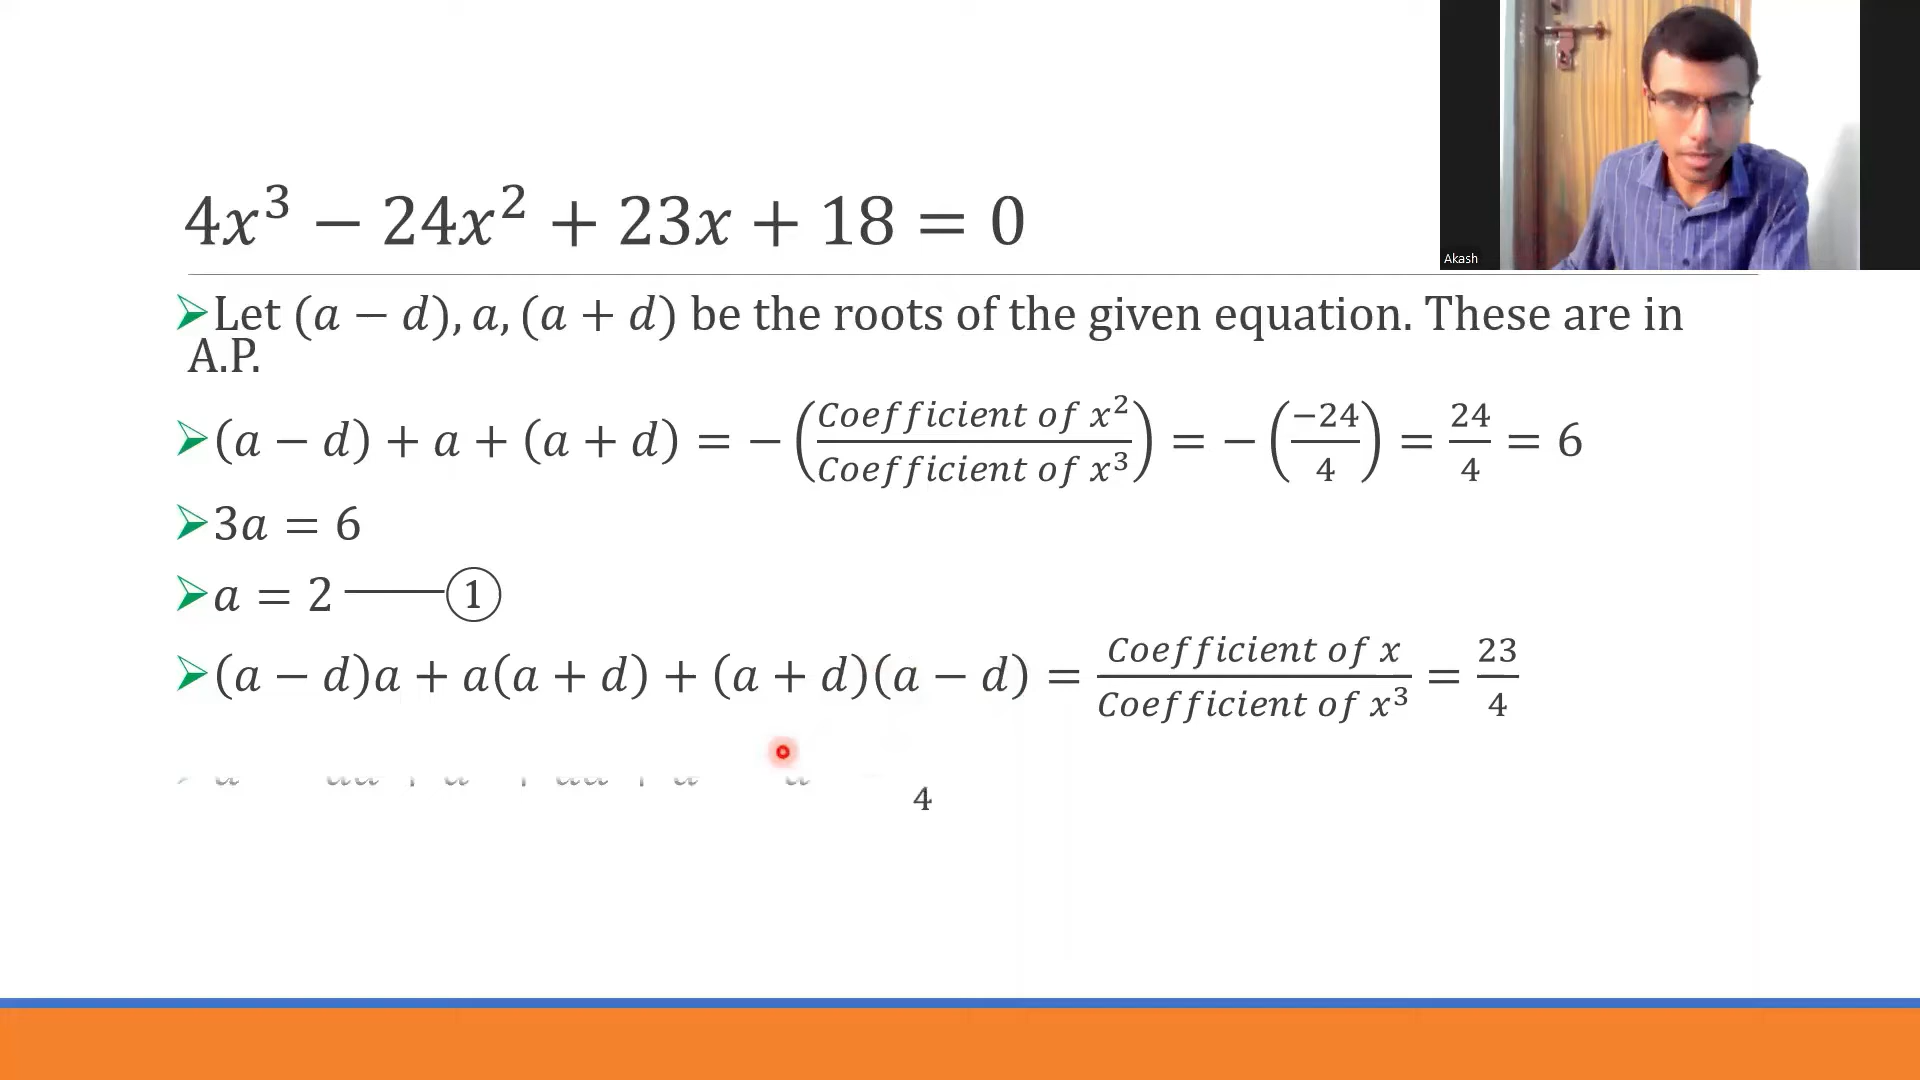 Akash
4x³ − 24x² + 23x + 18 = 0
➢Let (a − d), a, (a + d) be the roots of the given equation. These are in
A.P.
➢(a − d) + a + (a + d) = −(Coefficient of x²/Coefficient of x³) = −(−24/4) = 24/4 = 6
➢3a = 6
➢a = 2 ——①
➢(a − d)a + a(a + d) + (a + d)(a − d) = Coefficient of x/Coefficient of x³ = 23/4
4